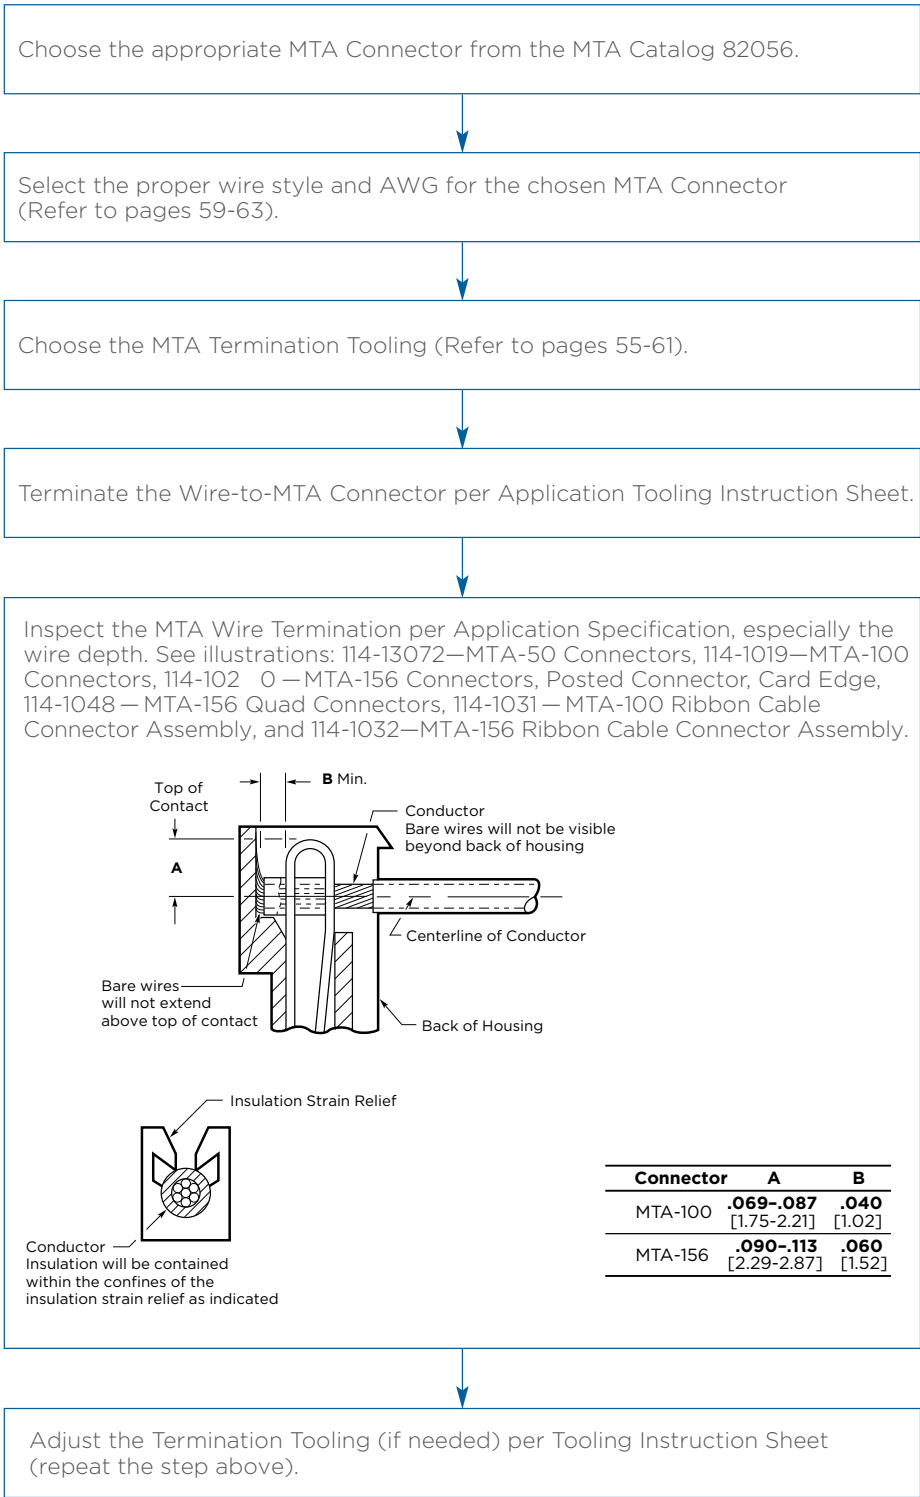 Choose the appropriate MTA Connector from the MTA Catalog 82056.
Select the proper wire style and AWG for the chosen MTA Connector
(Refer to pages 59-63).
Choose the MTA Termination Tooling (Refer to pages 55-61).
Terminate the Wire-to-MTA Connector per Application Tooling Instruction Sheet.
Inspect the MTA Wire Termination per Application Specification, especially the
wire depth. See illustrations: 114-13072—MTA-50 Connectors, 114-1019—MTA-100
Connectors, 114-102 0 — MTA-156 Connectors, Posted Connector, Card Edge,
114-1048 — MTA-156 Quad Connectors, 114-1031 — MTA-100 Ribbon Cable
Connector Assembly, and 114-1032—MTA-156 Ribbon Cable Connector Assembly.
Top of
Contact
B Min.
Conductor
Bare wires will not be visible
beyond back of housing
A
Centerline of Conductor
Bare wires
will not extend
above top of contact
Back of Housing
Insulation Strain Relief
Conductor
Insulation will be contained
within the confines of the
insulation strain relief as indicated
Connector A B
MTA-100 .069–.087 .040
[1.75-2.21] [1.02]
MTA-156 .090–.113 .060
[2.29-2.87] [1.52]
Adjust the Termination Tooling (if needed) per Tooling Instruction Sheet
(repeat the step above).